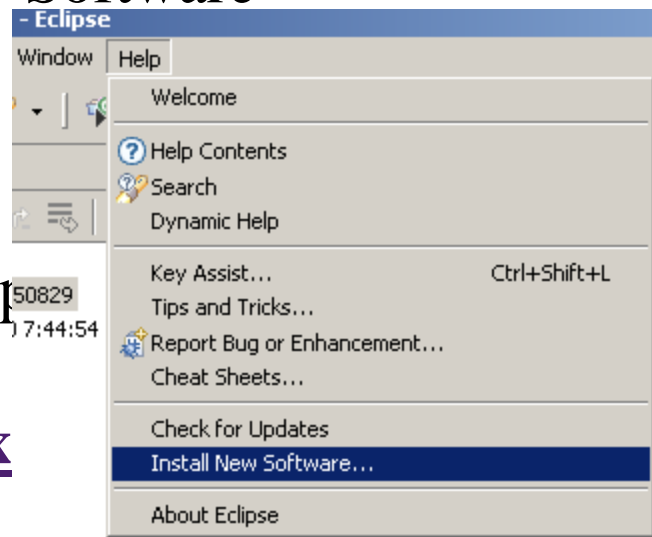 Software
- Eclipse
Window Help
Welcome
Help Contents
Search
Dynamic Help
Key Assist... Ctrl+Shift+L
50829
Tips and Tricks...
7:44:54
Report Bug or Enhancement...
Cheat Sheets...
Check for Updates
Install New Software...
About Eclipse